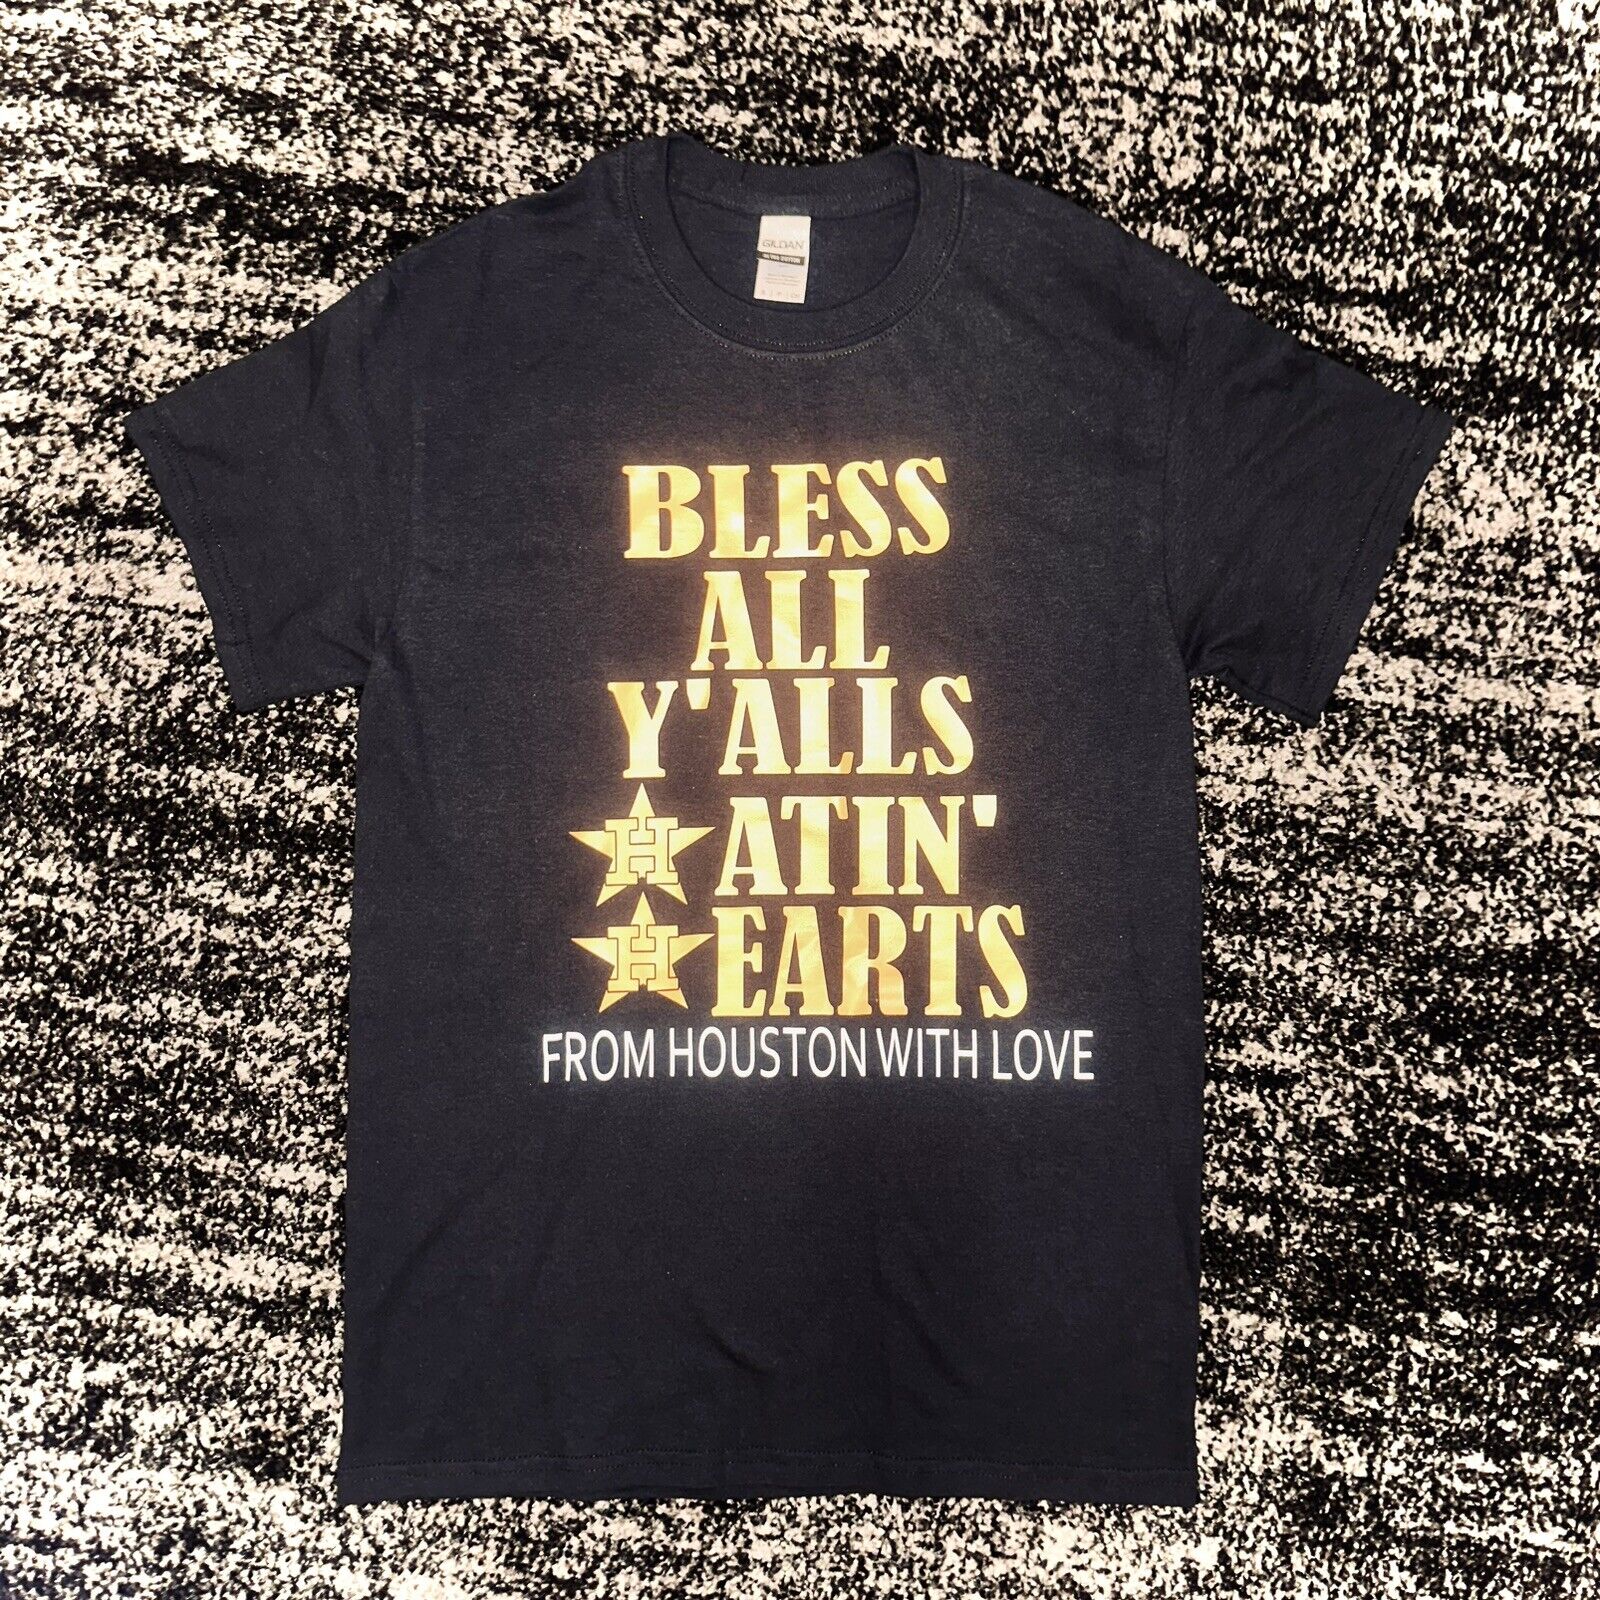 GILDAN
BLESS
ALL
Y'ALLS
HATIN'
HEARTS
FROM HOUSTON WITH LOVE